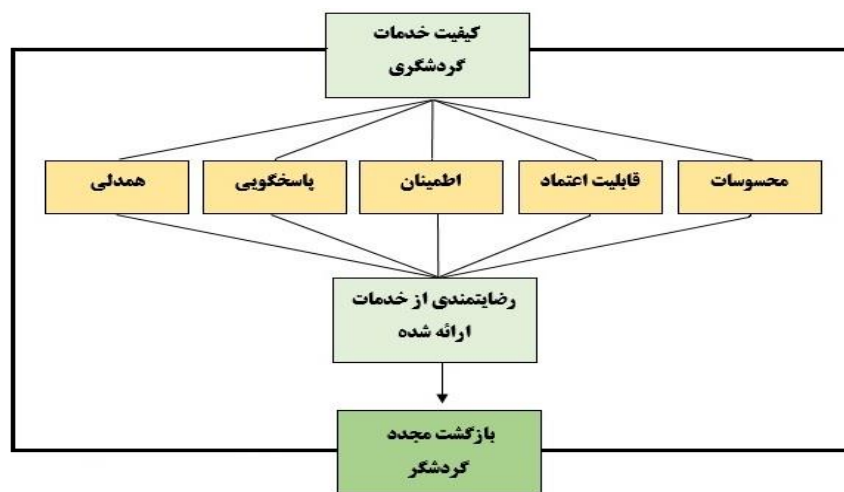 کیفیت خدمات
گردشگری
محسوسات
قابلیت اعتماد
اطمینان
پاسخگویی
همدلی
رضایتمندی از خدمات
ارائه شده
بازگشت مجدد
گردشگر